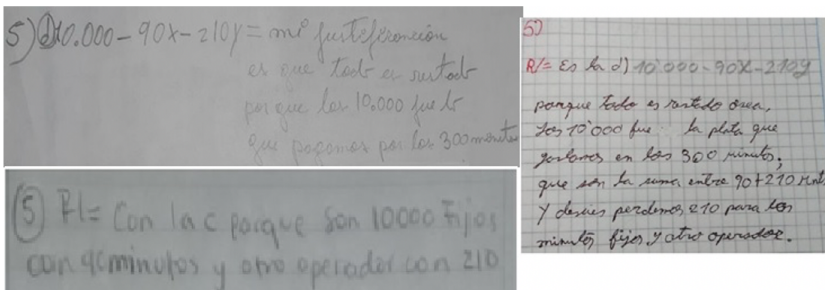 5) d) 10.000 - 90x - 210y = mi justificación
es que todo es restado
porque los 10.000 fue lo
que pagamos por los 300 minutos
5)
R/= Es la d) 10'000 - 90x - 210y
porque todo es restado osea,
los 10'000 fue la plata que
gastamos en los 300 minutos,
que son la suma entre 90+210 
y perdemos 210 para los
minutos fijos y otro operador.
5 R/= Con la c porque son 10000 Fijos
con 90 minutos y otro operador con 210